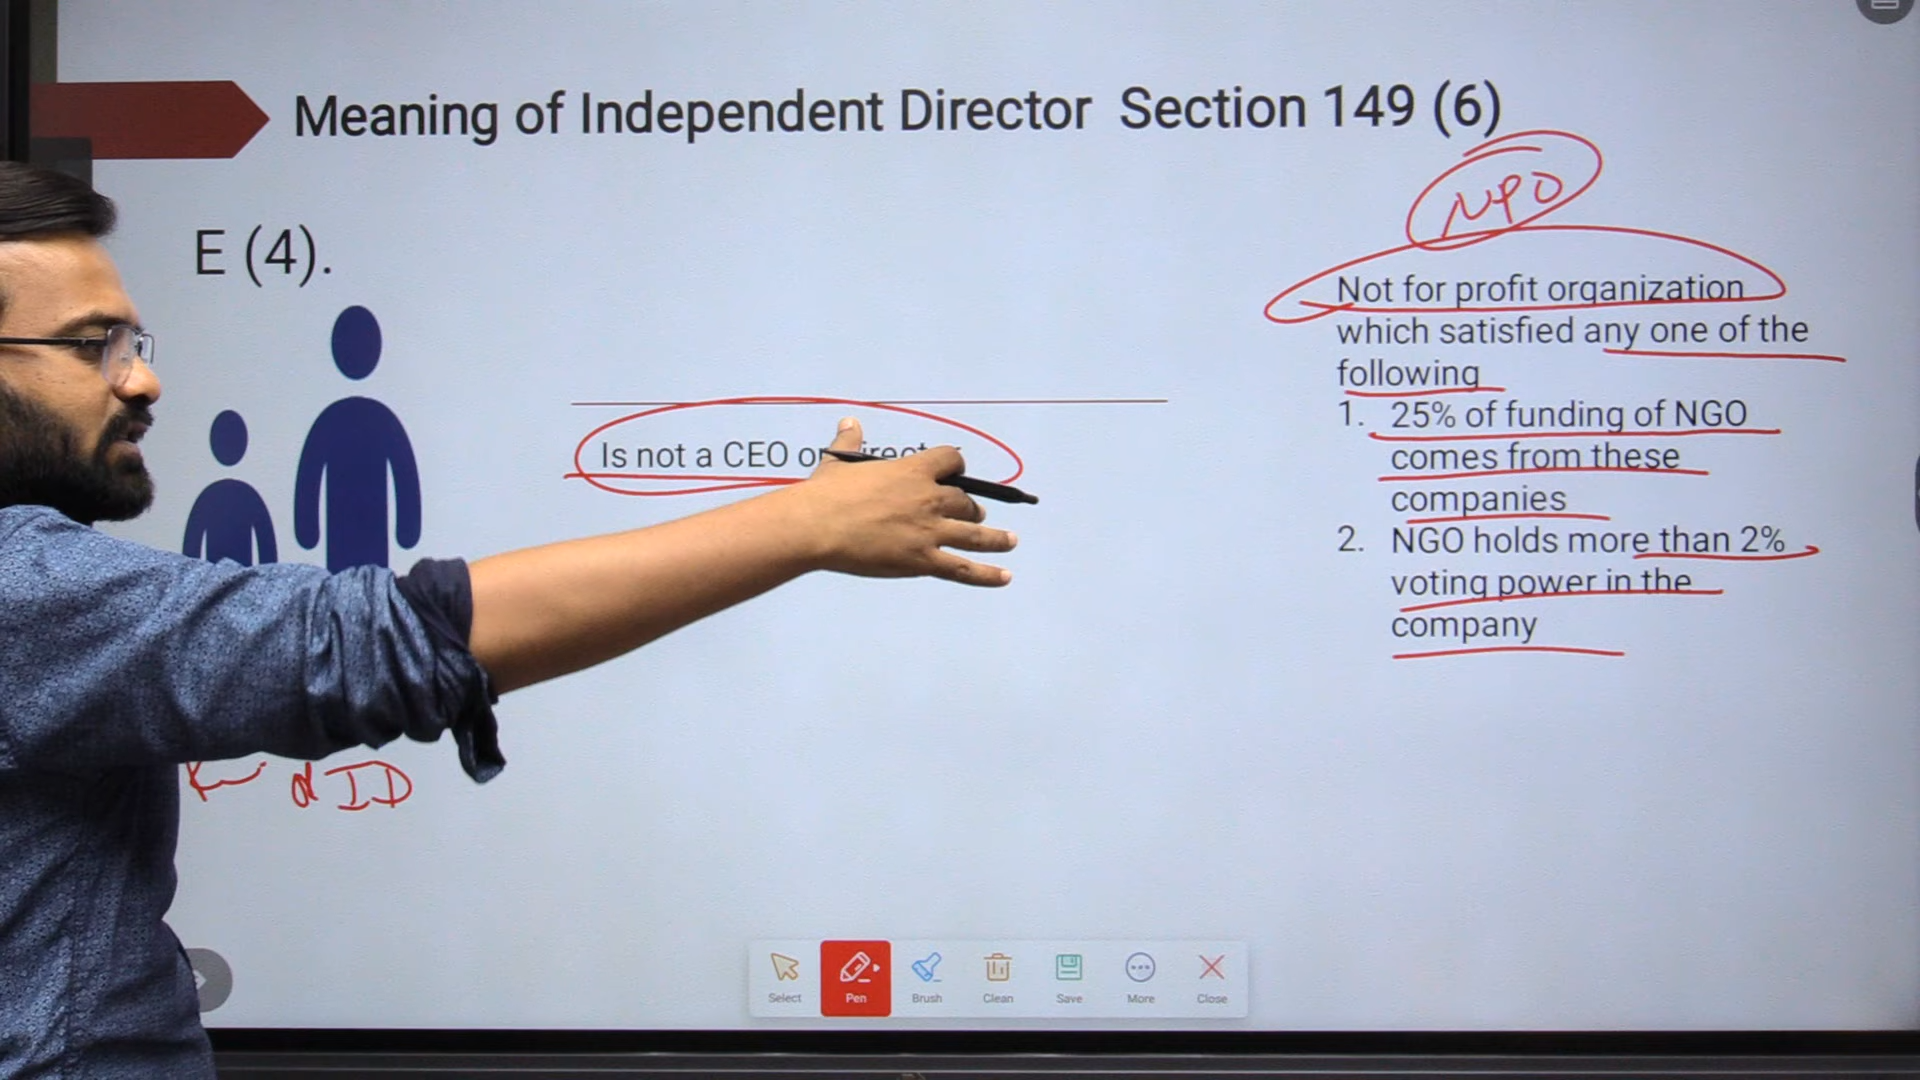 Meaning of Independent Director Section 149 (6)
NPO
E (4).
Not for profit organization
which satisfied any one of the
following
1. 25% of funding of NGO
comes from these
companies
2. NGO holds more than 2%
voting power in the
company
Is not a CEO or
ID
Select Pen Brush Clean Save More Close